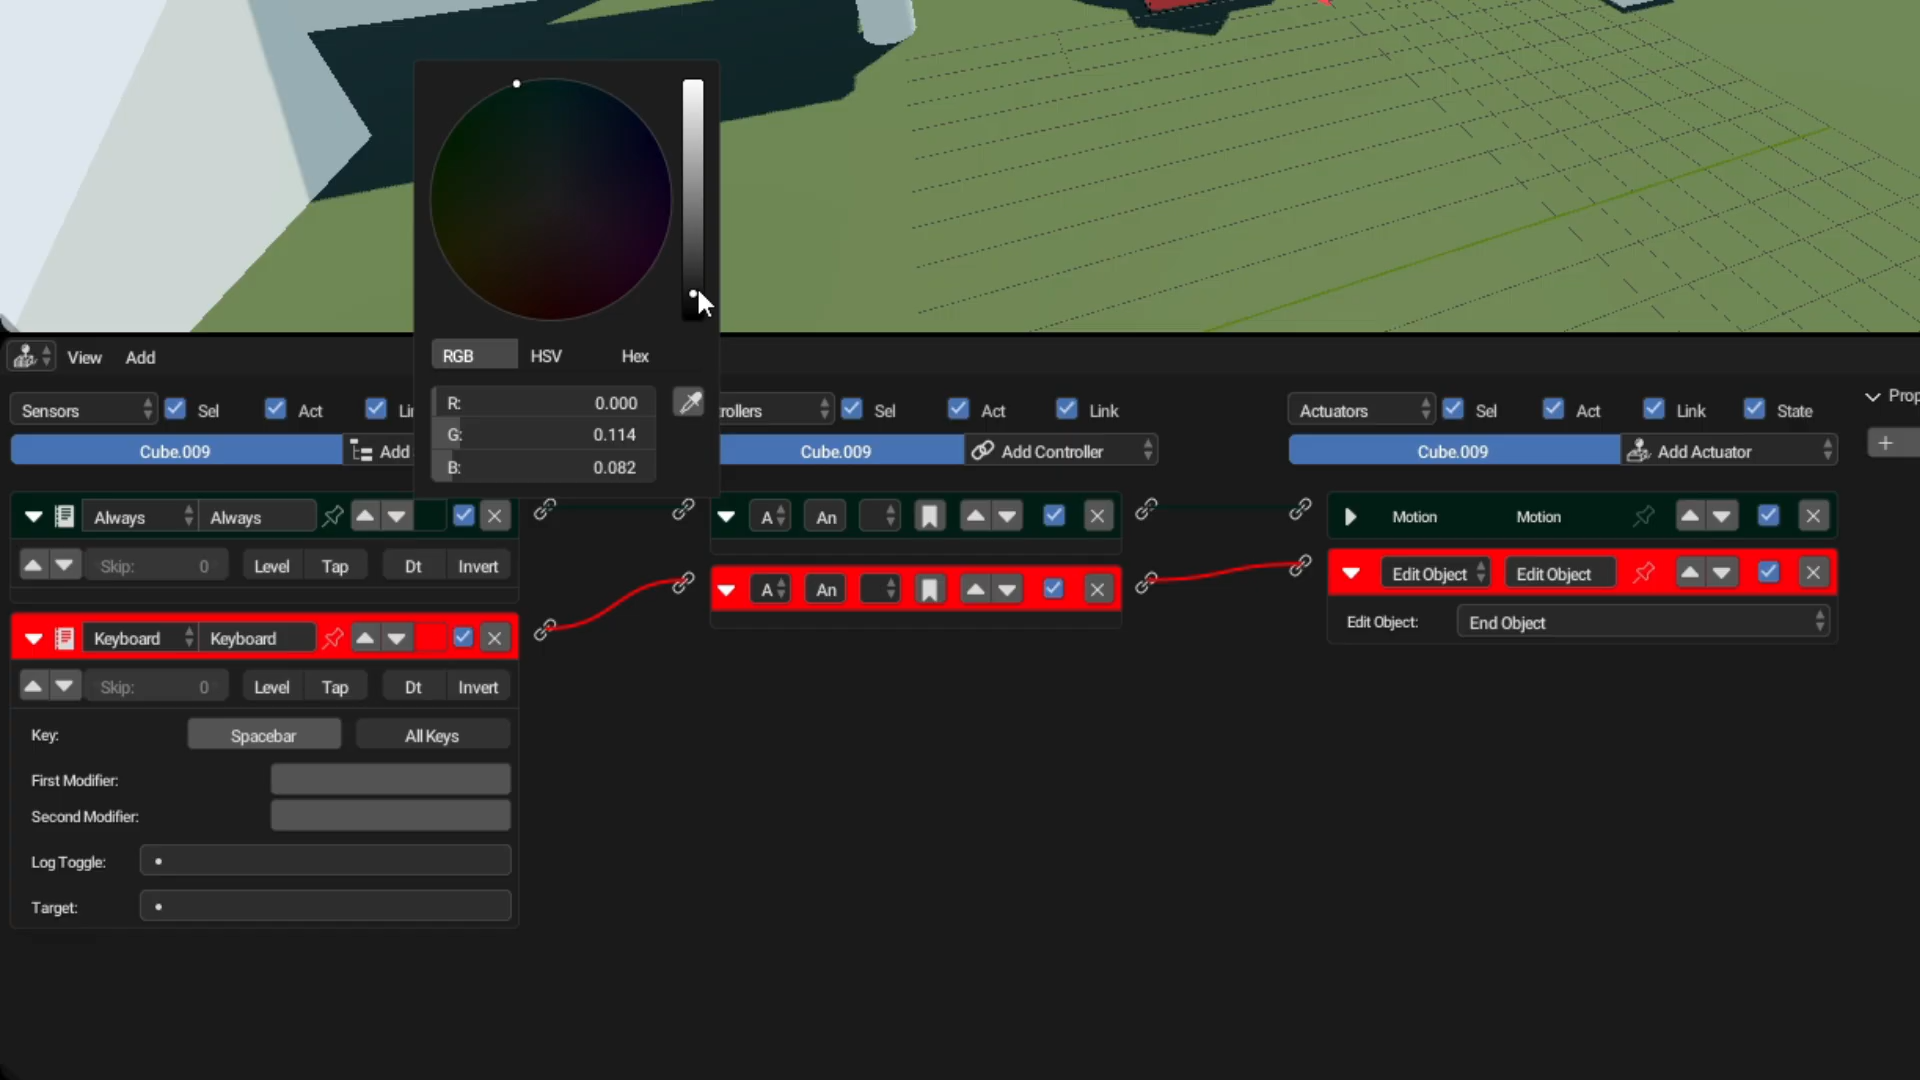 RGB HSV Hex
R: 0.000
G: 0.114
B: 0.082
View Add
Sensors Sel Act Li
rollers Sel Act Link
Actuators Sel Act Link State
Prop
Cube.009 Add
Cube.009 Add Controller
Cube.009 Add Actuator
Always Always
A An
Motion Motion
Skip: 0 Level Tap Dt Invert
A An
Edit Object Edit Object
Edit Object: End Object
Keyboard Keyboard
Skip: 0 Level Tap Dt Invert
Key: Spacebar All Keys
First Modifier:
Second Modifier:
Log Toggle:
Target: